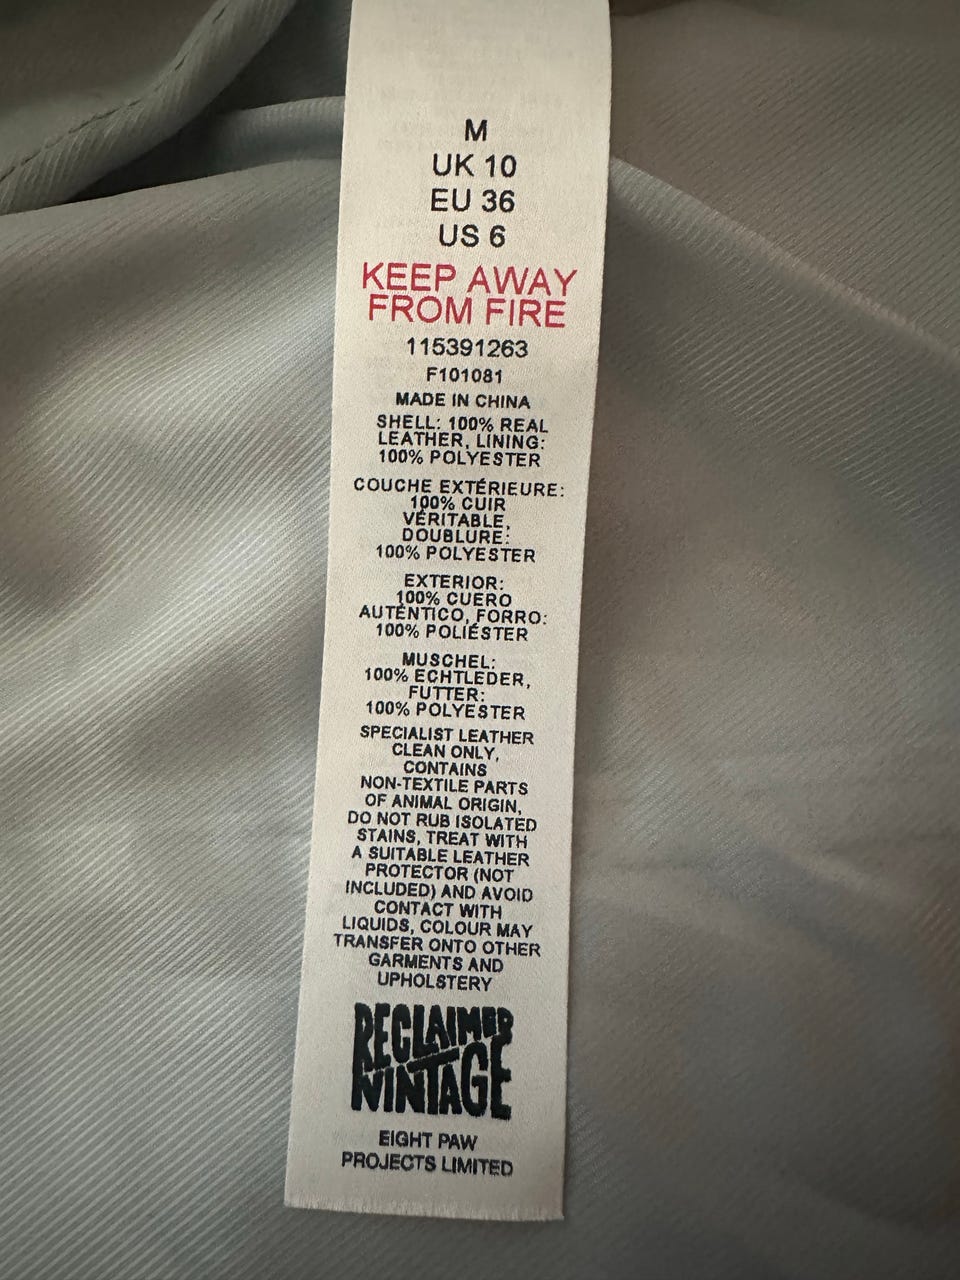 M
UK 10
EU 36
US 6
KEEP AWAY
FROM FIRE
115391263
F101081
MADE IN CHINA
SHELL: 100% REAL
LEATHER, LINING:
100% POLYESTER
COUCHE EXTÉRIEURE:
100% CUIR
VÉRITABLE,
DOUBLURE:
100% POLYESTER
EXTERIOR:
100% CUERO
AUTÉNTICO, FORRO:
100% POLIÉSTER
MUSCHEL:
100% ECHTLEDER,
FUTTER:
100% POLYESTER
SPECIALIST LEATHER
CLEAN ONLY,
CONTAINS
NON-TEXTILE PARTS
OF ANIMAL ORIGIN,
DO NOT RUB ISOLATED
STAINS, TREAT WITH
A SUITABLE LEATHER
PROTECTOR (NOT
INCLUDED) AND AVOID
CONTACT WITH
LIQUIDS, COLOUR MAY
TRANSFER ONTO OTHER
GARMENTS AND
UPHOLSTERY
RECLAIMED
VINTAGE
EIGHT PAW
PROJECTS LIMITED